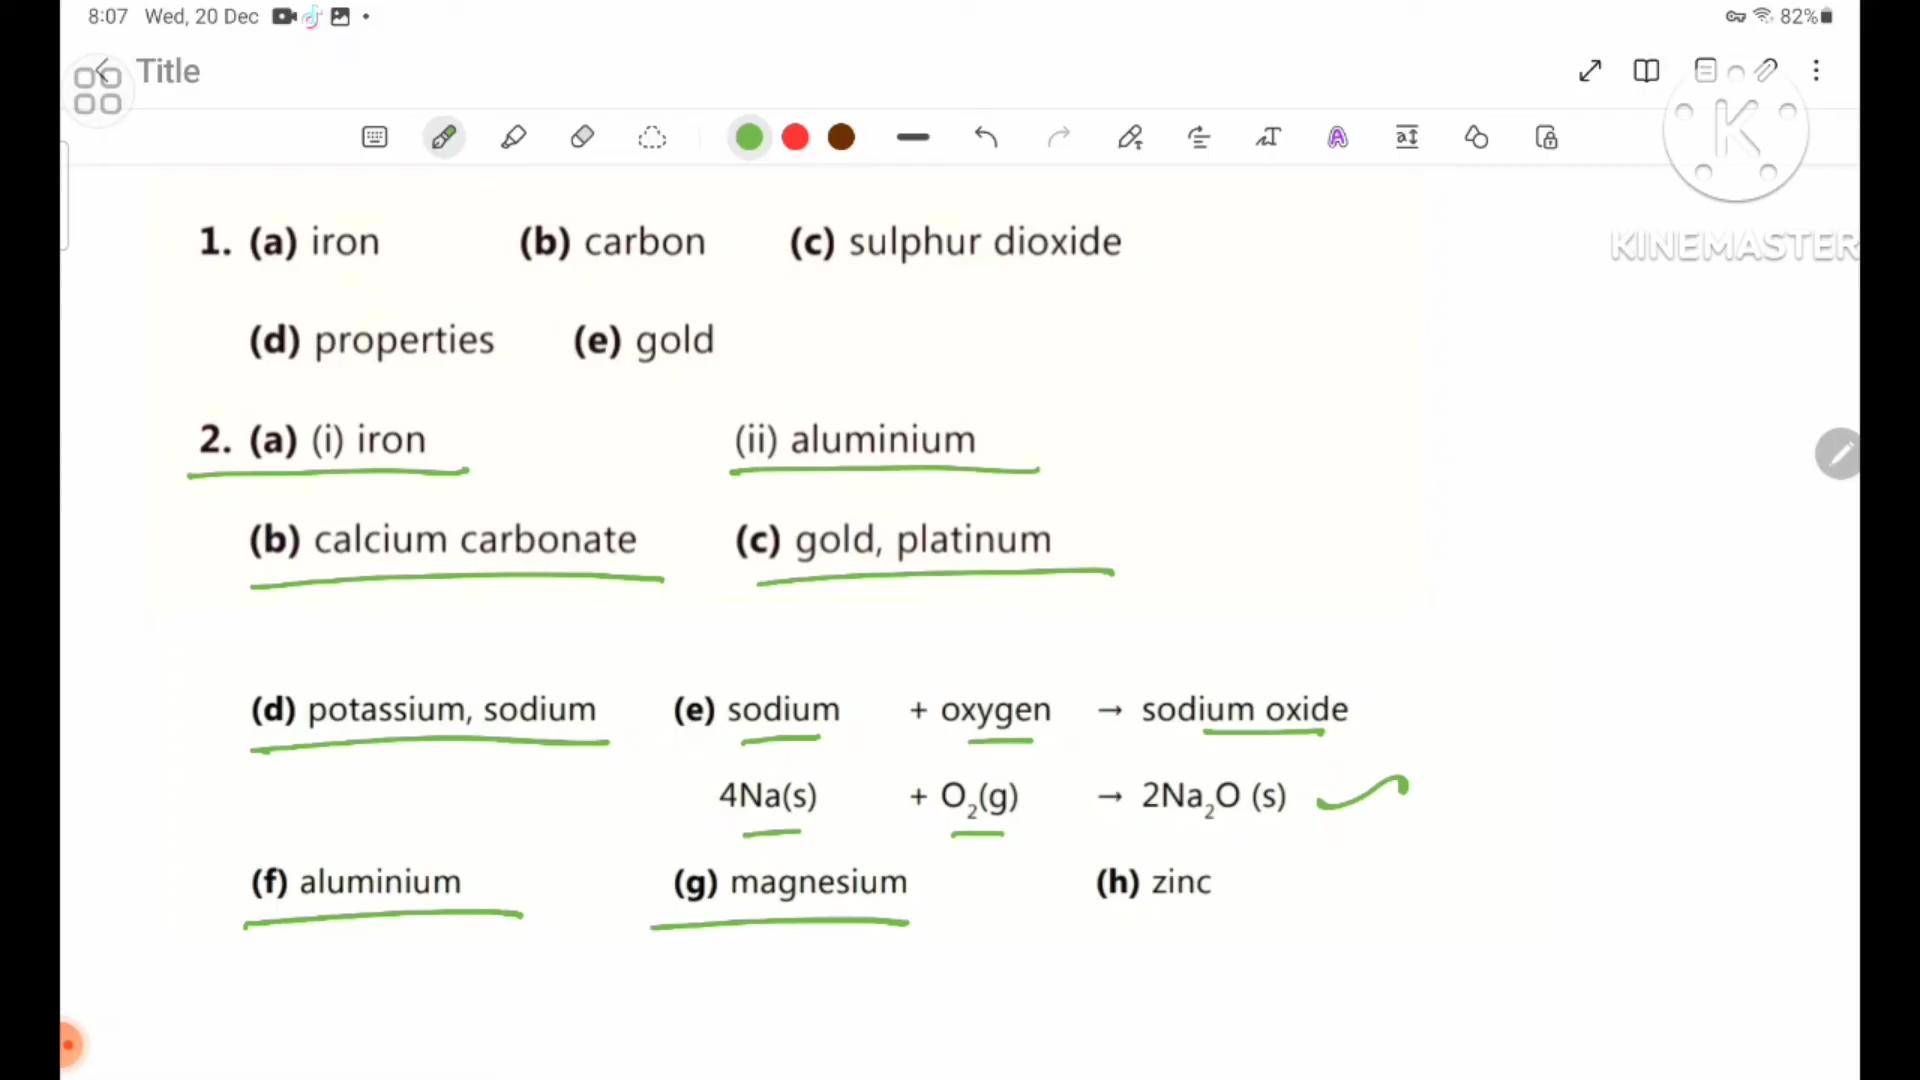 8:07 Wed, 20 Dec
82%
Title
K
KINEMASTER
1. (a) iron (b) carbon (c) sulphur dioxide
(d) properties (e) gold
2. (a) (i) iron (ii) aluminium
(b) calcium carbonate (c) gold, platinum
(d) potassium, sodium (e) sodium + oxygen → sodium oxide
4Na(s) + O₂(g) → 2Na₂O (s)
(f) aluminium (g) magnesium (h) zinc